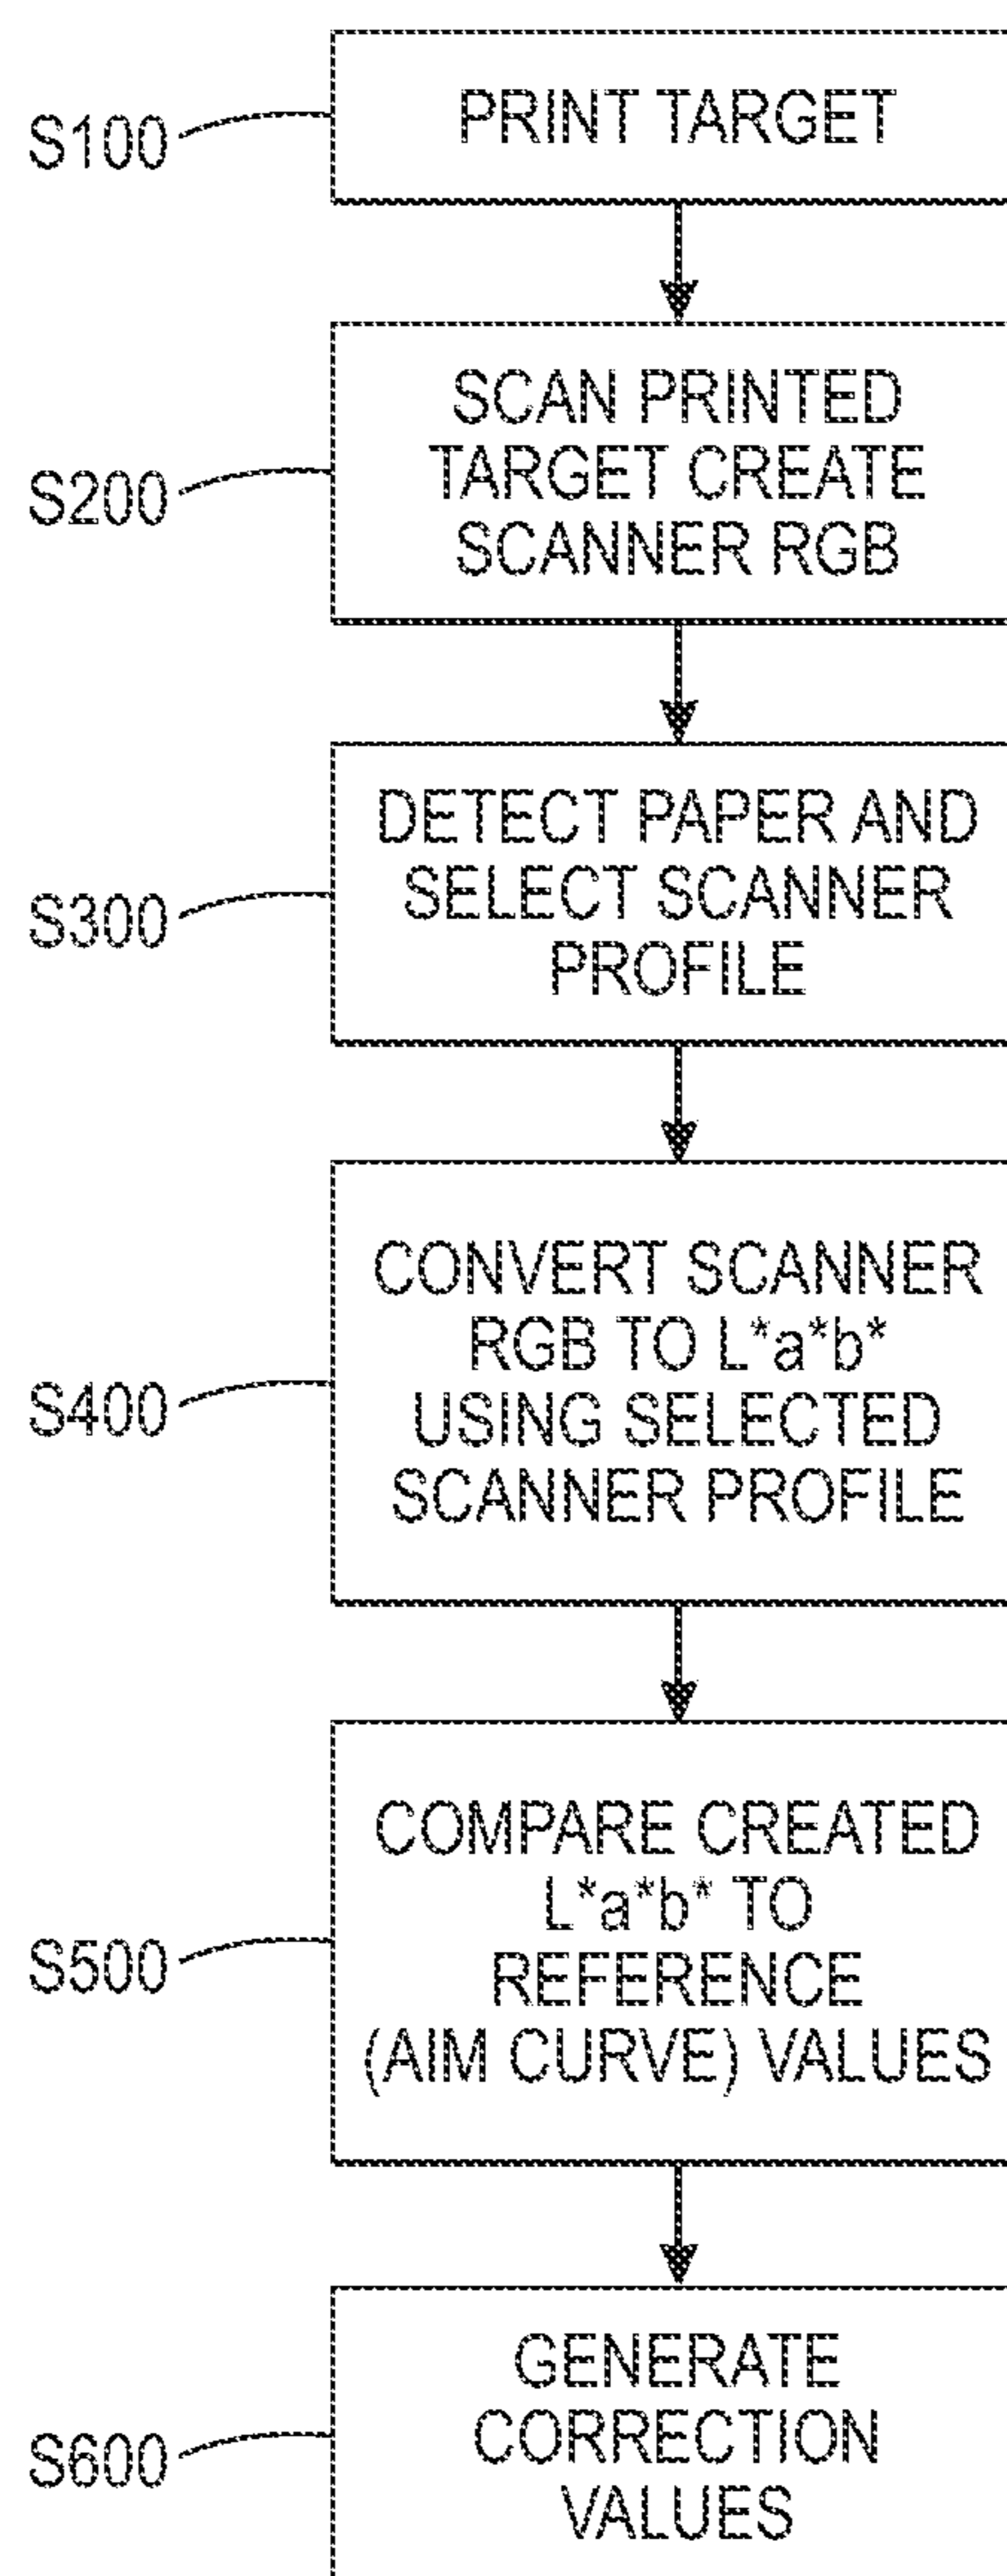 S100
PRINT TARGET
S200
SCAN PRINTED
TARGET CREATE
SCANNER RGB
S300
DETECT PAPER AND
SELECT SCANNER
PROFILE
S400
CONVERT SCANNER
RGB TO L*a*b*
USING SELECTED
SCANNER PROFILE
S500
COMPARE CREATED
L*a*b* TO
REFERENCE
(AIM CURVE) VALUES
S600
GENERATE
CORRECTION
VALUES